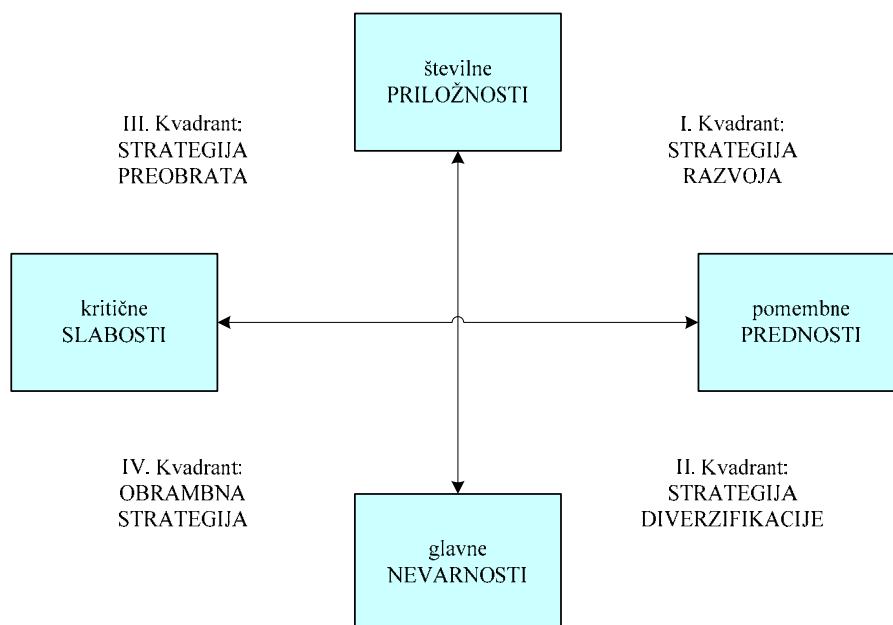 številne
PRILOŽNOSTI
III. Kvadrant:
STRATEGIJA
PREOBRATA
I. Kvadrant:
STRATEGIJA
RAZVOJA
kritične
SLABOSTI
pomembne
PREDNOSTI
IV. Kvadrant:
OBRAMBNA
STRATEGIJA
II. Kvadrant:
STRATEGIJA
DIVERZIFIKACIJE
glavne
NEVARNOSTI